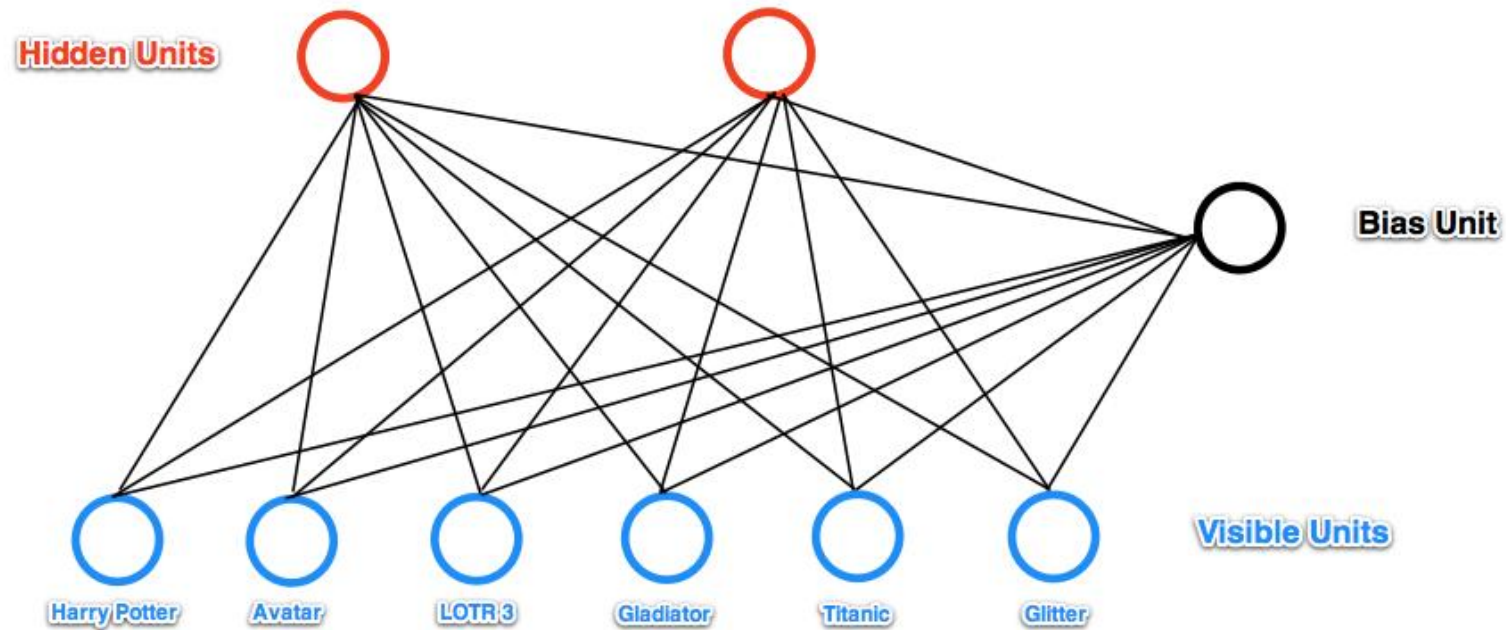 Hidden Units
Bias Unit
Visible Units
Harry Potter
Avatar
LOTR 3
Gladiator
Titanic
Glitter